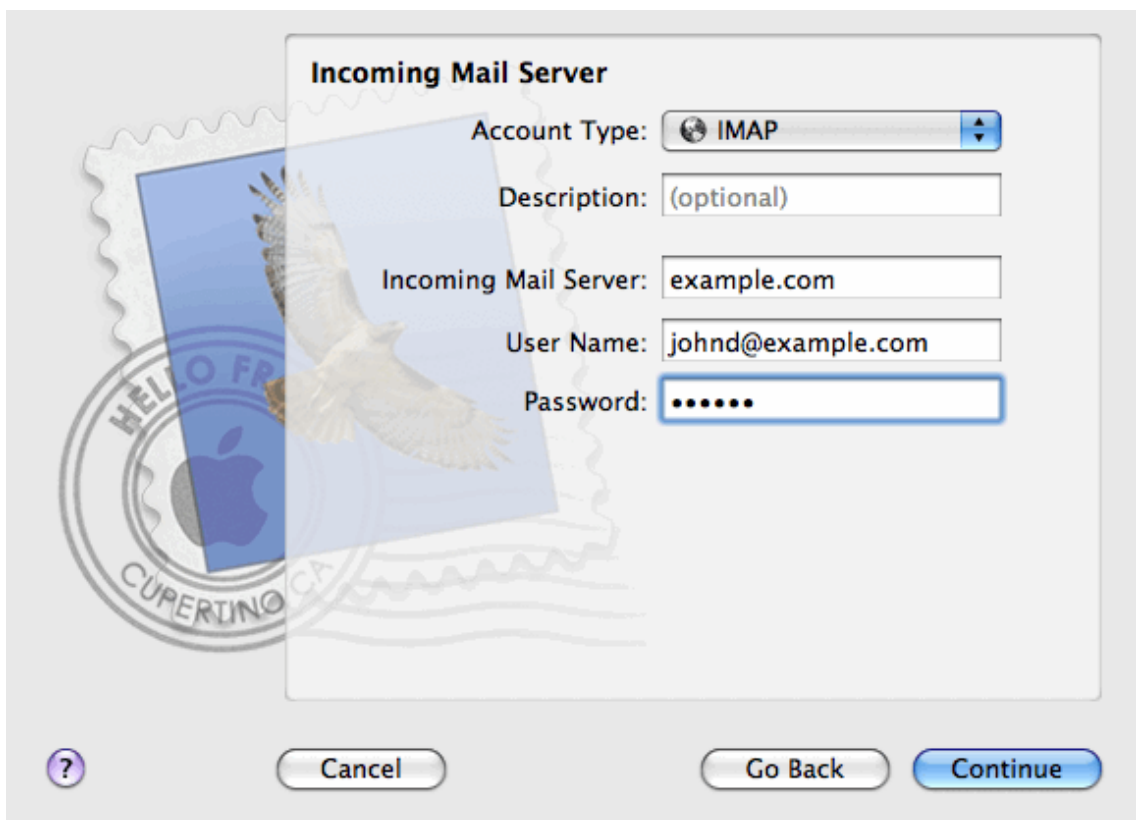 Incoming Mail Server
Account Type: IMAP
Description: (optional)
Incoming Mail Server: example.com
User Name: johnd@example.com
Password: ••••••
HELLO FR
CUPERTINO CA
? Cancel Go Back Continue